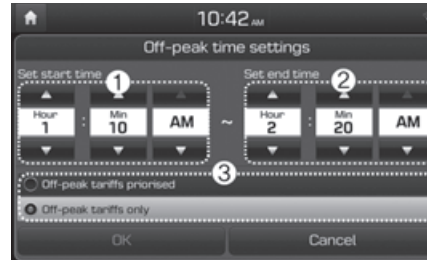 10:42 AM
Off-peak time settings
Set start time 1 Set end time 2
Hour Min Hour Min
1 : 10 AM ~ 2 : 20 AM
3
Off-peak tariffs priorised
Off-peak tariffs only
OK Cancel